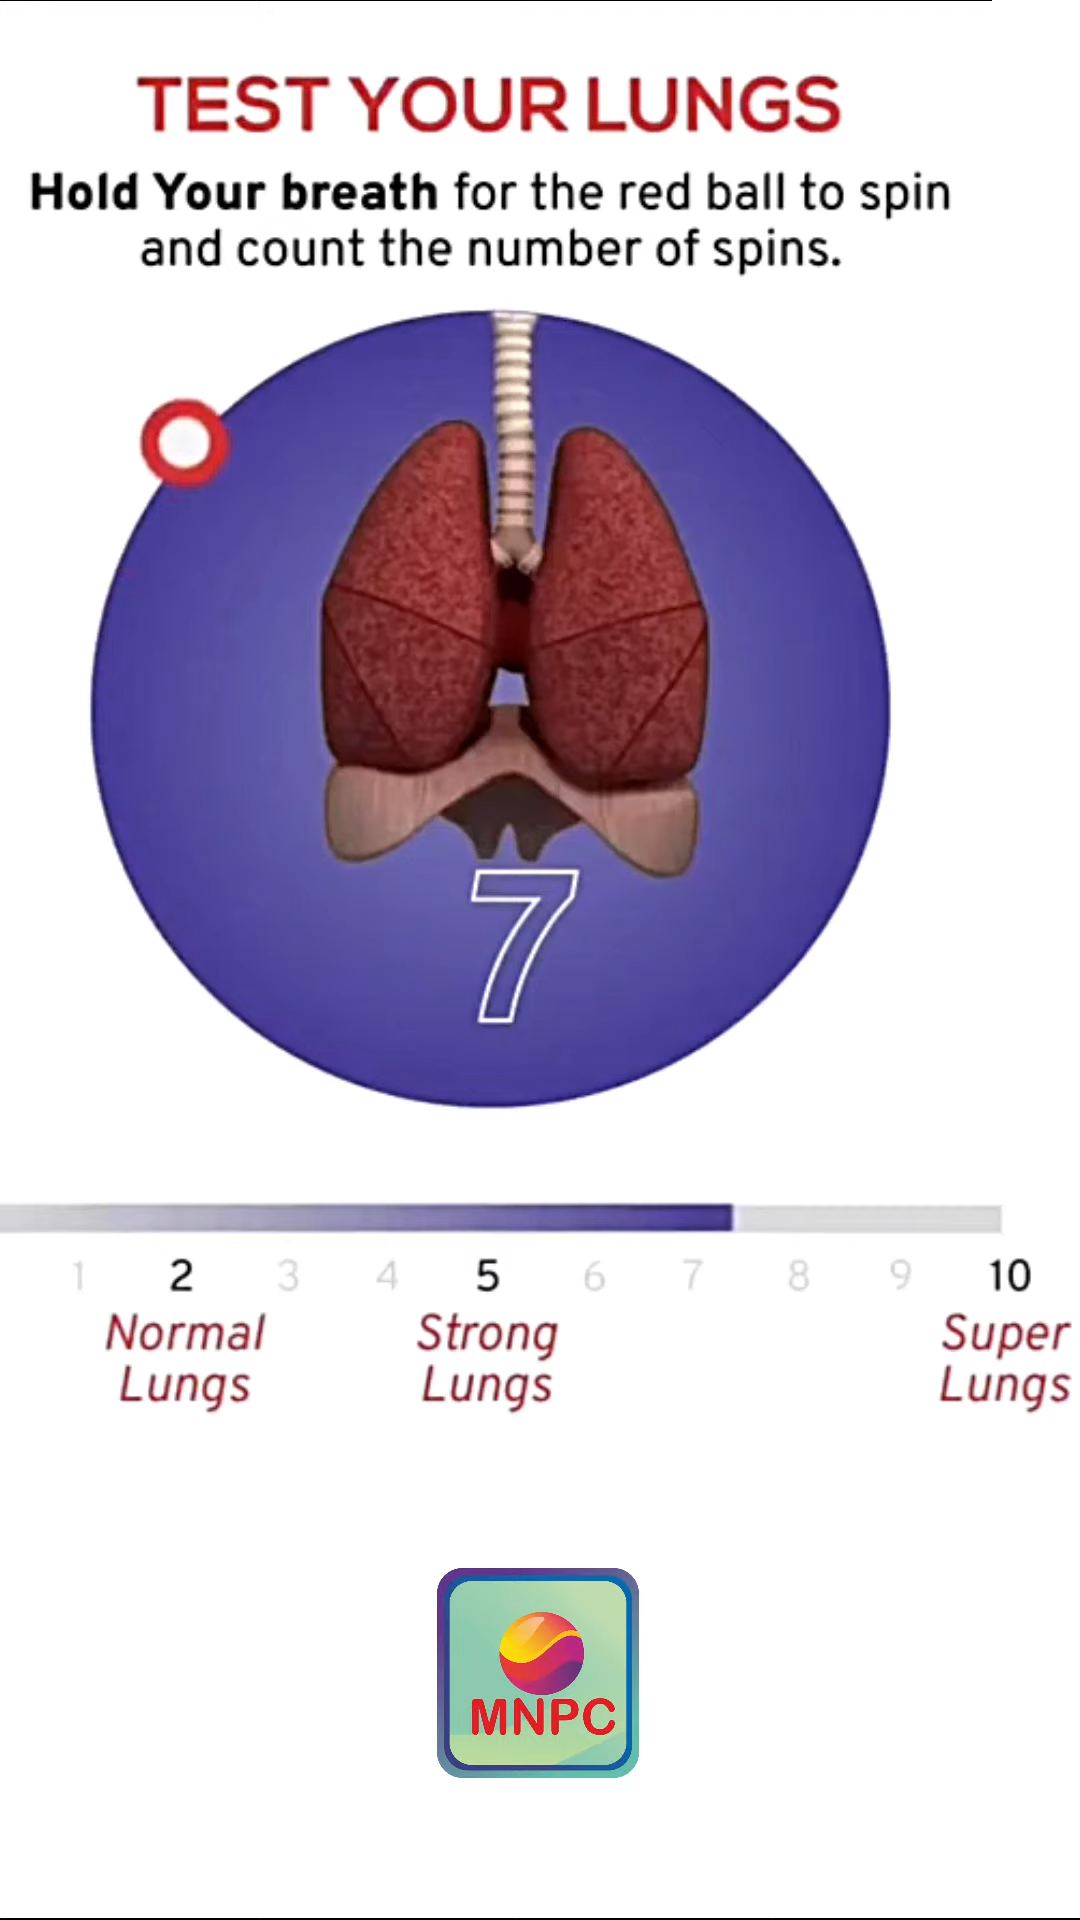 TEST YOUR LUNGS
Hold Your breath for the red ball to spin
and count the number of spins.
7
1 2 3 4 5 6 7 8 9 10
Normal Lungs
Strong Lungs
Super Lungs
MNPC